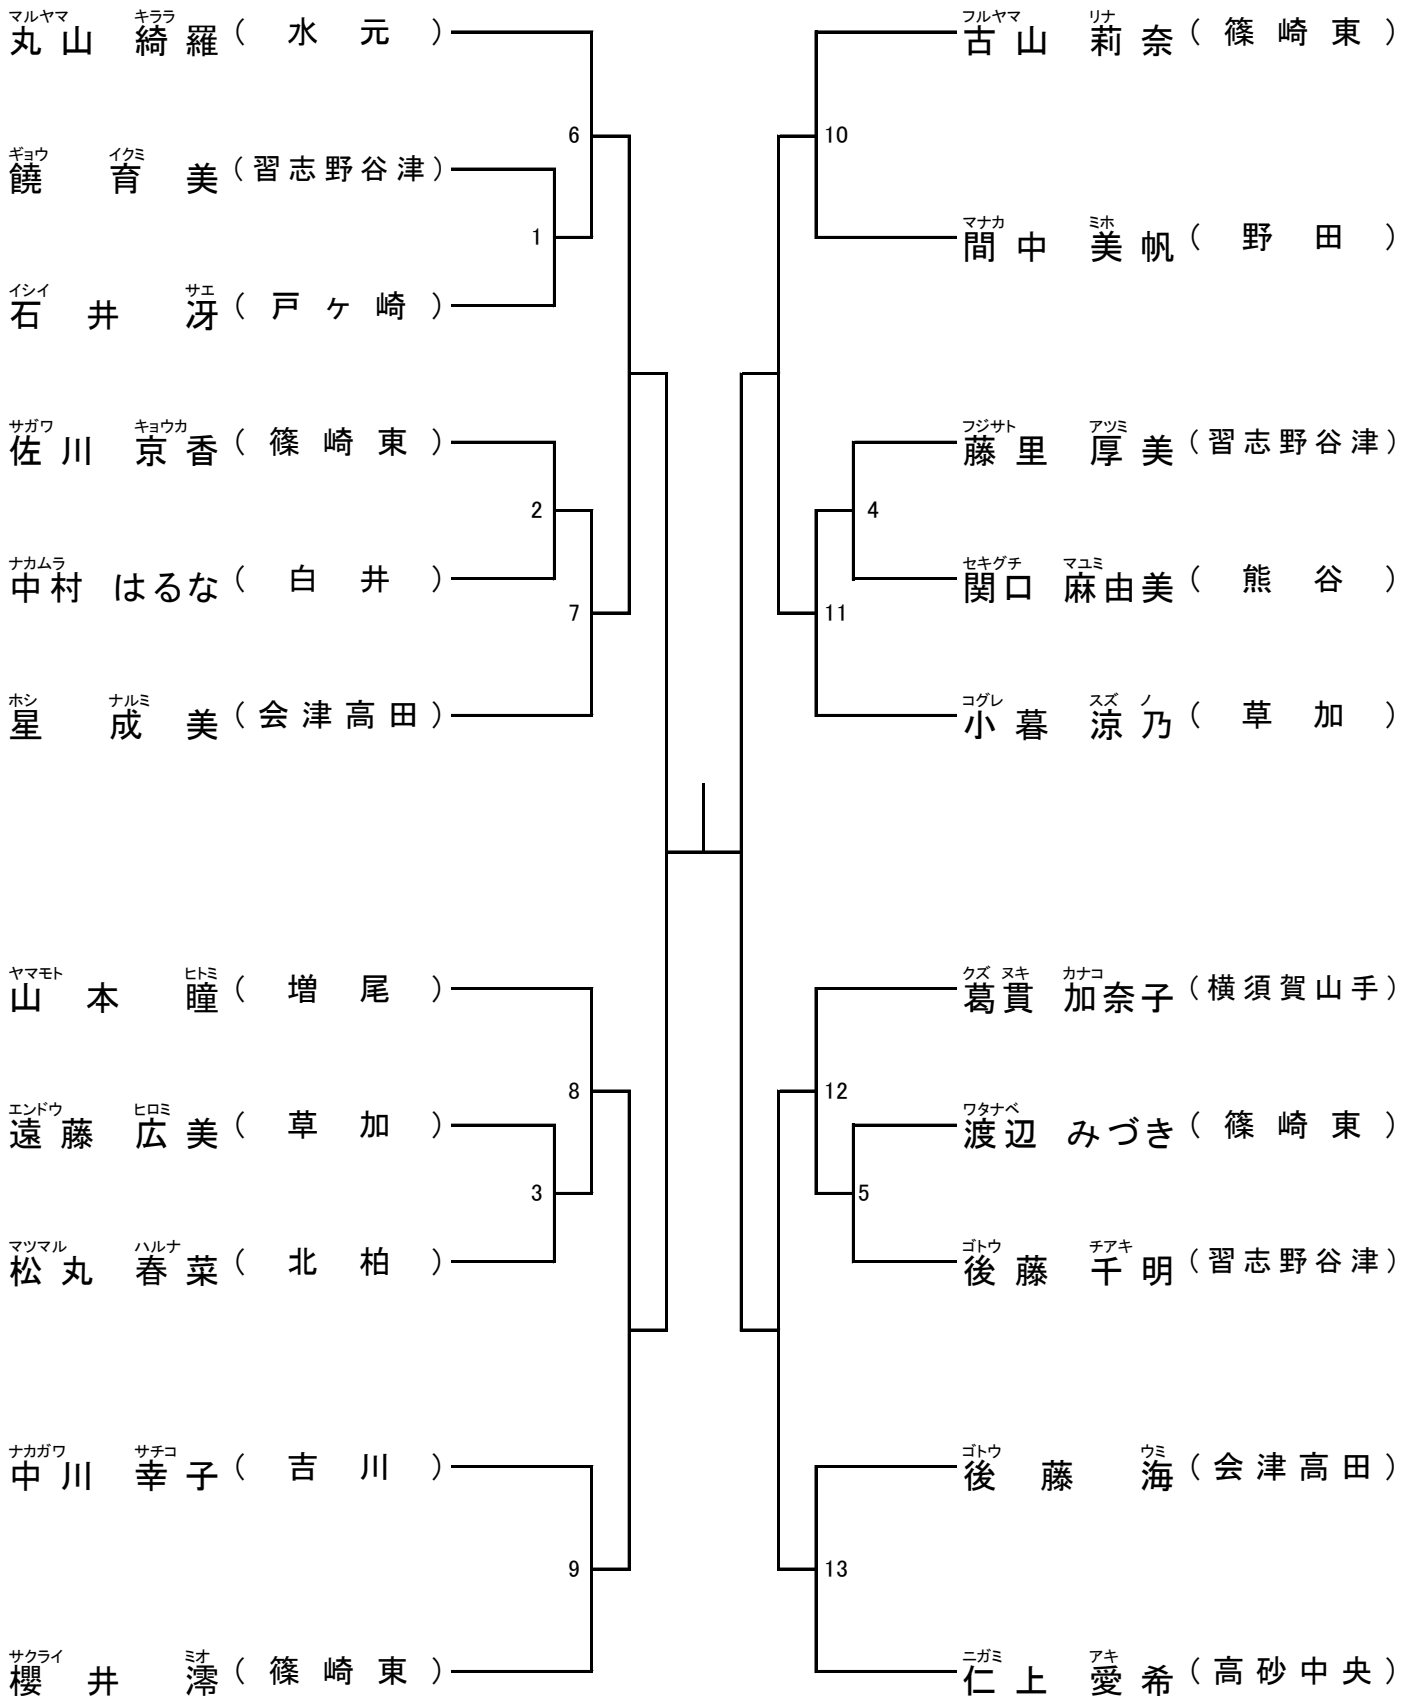 マルヤマ キララ
丸山 綺羅 ( 水元 )
6
ギョウ イクミ
饒 育美 ( 習志野谷津 )
1
イシイ サエ
石井 冴 ( 戸ヶ崎 )
サガワ キョウカ
佐川 京香 ( 篠崎東 )
2
ナカムラ
中村 はるな ( 白井 )
7
ホシ ナルミ
星 成美 ( 会津高田 )
ヤマモト ヒトミ
山本 瞳 ( 増尾 )
8
エンドウ ヒロミ
遠藤 広美 ( 草加 )
3
マツマル ハルナ
松丸 春菜 ( 北柏 )
ナカガワ サチコ
中川 幸子 ( 吉川 )
9
サクライ ミオ
櫻井 澪 ( 篠崎東 )
フルヤマ リナ
古山 莉奈 ( 篠崎東 )
10
マナカ ミホ
間中 美帆 ( 野田 )
フジサト アツミ
藤里 厚美 ( 習志野谷津 )
4
セキグチ マユミ
関口 麻由美 ( 熊谷 )
11
コグレ スズ ノ
小暮 涼乃 ( 草加 )
クズ ヌキ カナコ
葛貫 加奈子 ( 横須賀山手 )
12
ワタナベ
渡辺 みづき ( 篠崎東 )
5
ゴトウ チアキ
後藤 千明 ( 習志野谷津 )
ゴトウ ウミ
後藤 海 ( 会津高田 )
13
ニガミ アキ
仁上 愛希 ( 高砂中央 )